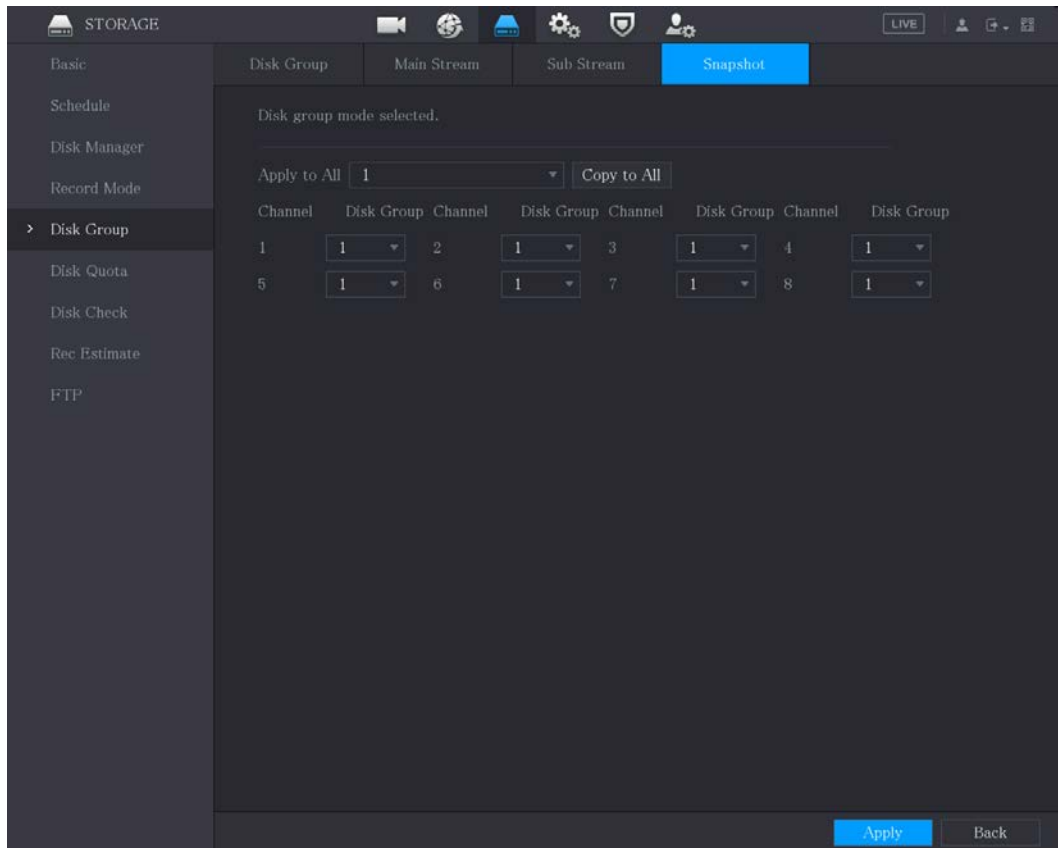 STORAGE LIVE
Basic
Schedule
Disk Manager
Record Mode
Disk Group
Disk Quota
Disk Check
Rec Estimate
FTP
Disk Group Main Stream Sub Stream Snapshot
Disk group mode selected.
Apply to All 1 Copy to All
Channel Disk Group Channel Disk Group Channel Disk Group Channel Disk Group
1 1 2 1 3 1 4 1
5 1 6 1 7 1 8 1
Apply Back